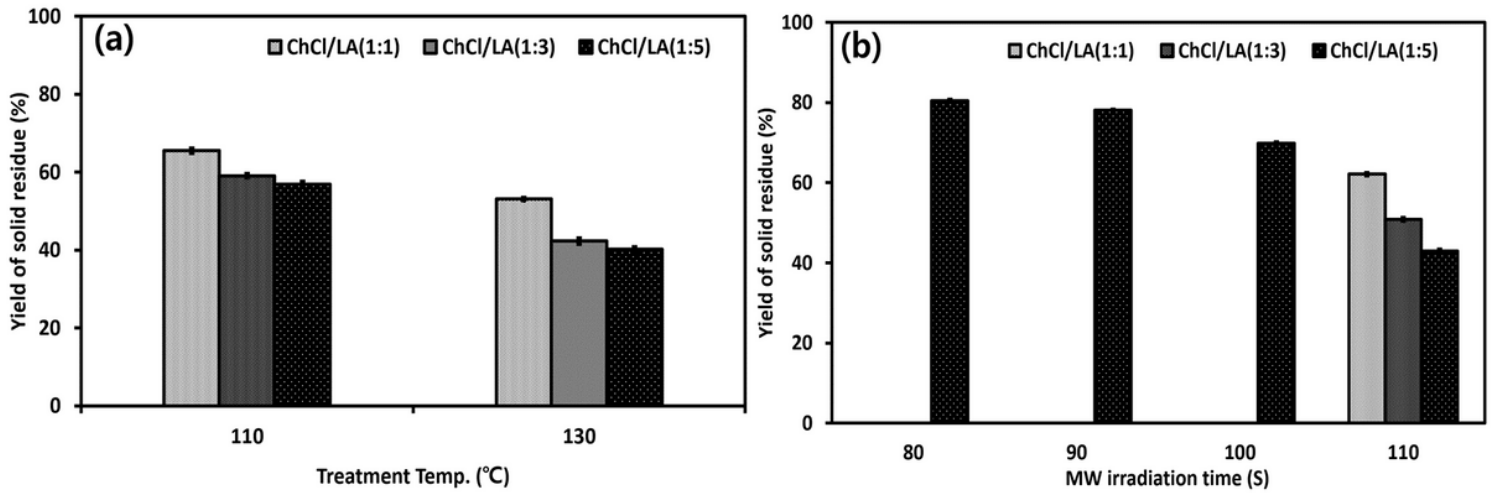 (a)
ChCl/LA(1:1) ChCl/LA(1:3) ChCl/LA(1:5)
Yield of solid residue (%)
100
80
60
40
20
0
110 130
Treatment Temp. (℃)
(b)
ChCl/LA(1:1) ChCl/LA(1:3) ChCl/LA(1:5)
Yield of solid residue (%)
100
80
60
40
20
0
80 90 100 110
MW irradiation time (S)